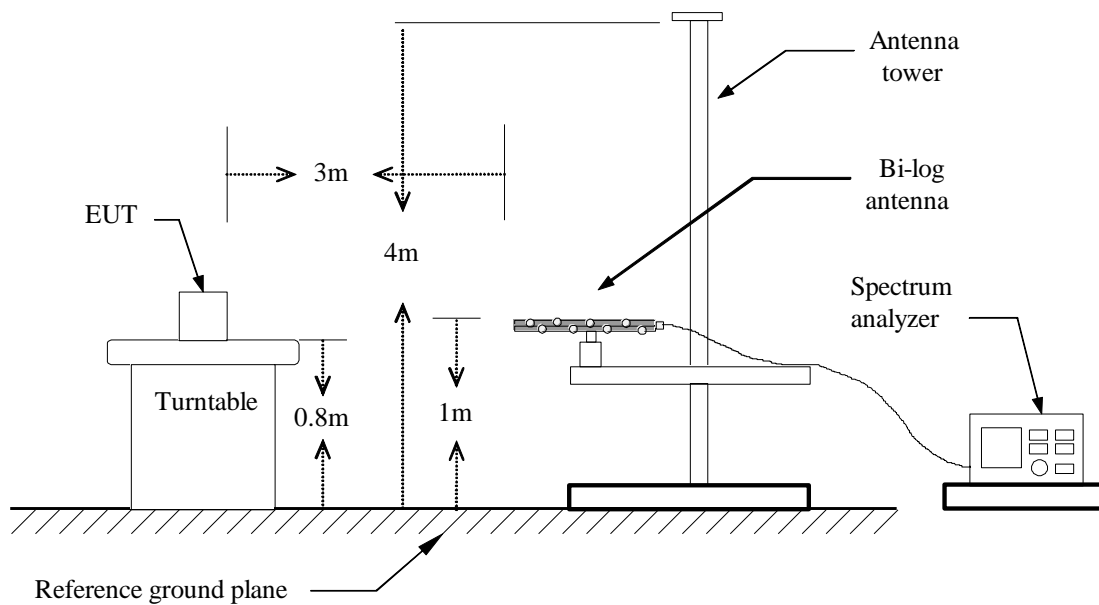 Antenna
tower
3m
Bi-log
antenna
EUT
4m
Spectrum
analyzer
Turntable
0.8m
1m
Reference ground plane